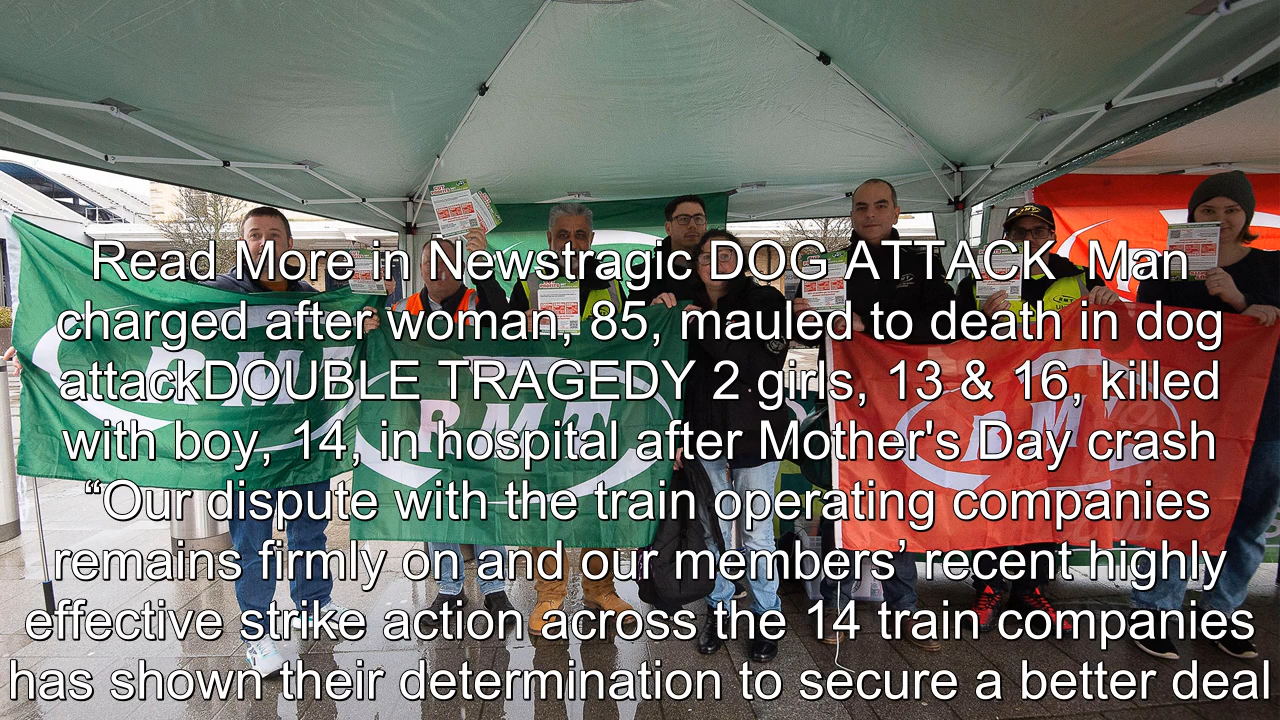 Read More in Newstragic DOG ATTACK  Man
charged after woman, 85, mauled to death in dog
attackDOUBLE TRAGEDY 2 girls, 13 & 16, killed
with boy, 14, in hospital after Mother's Day crash
“Our dispute with the train operating companies
remains firmly on and our members’ recent highly
effective strike action across the 14 train companies
has shown their determination to secure a better deal
RMT
RMT
RMT